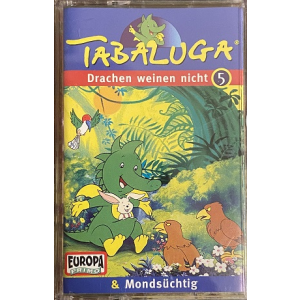 TABALUGA®
Drachen weinen nicht 5
EUROPA
PRIMO
& Mondsüchtig